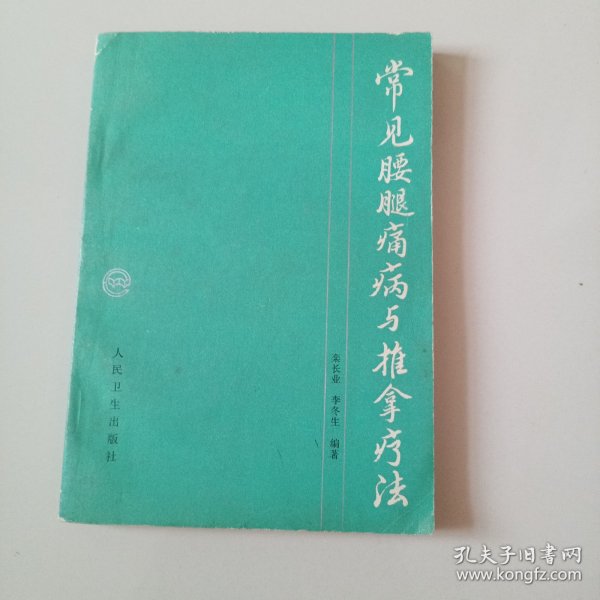 常见腰腿痛病与推拿疗法
栾长业 李冬生 编著
人民卫生出版社
孔夫子旧书网
www.kongfz.com